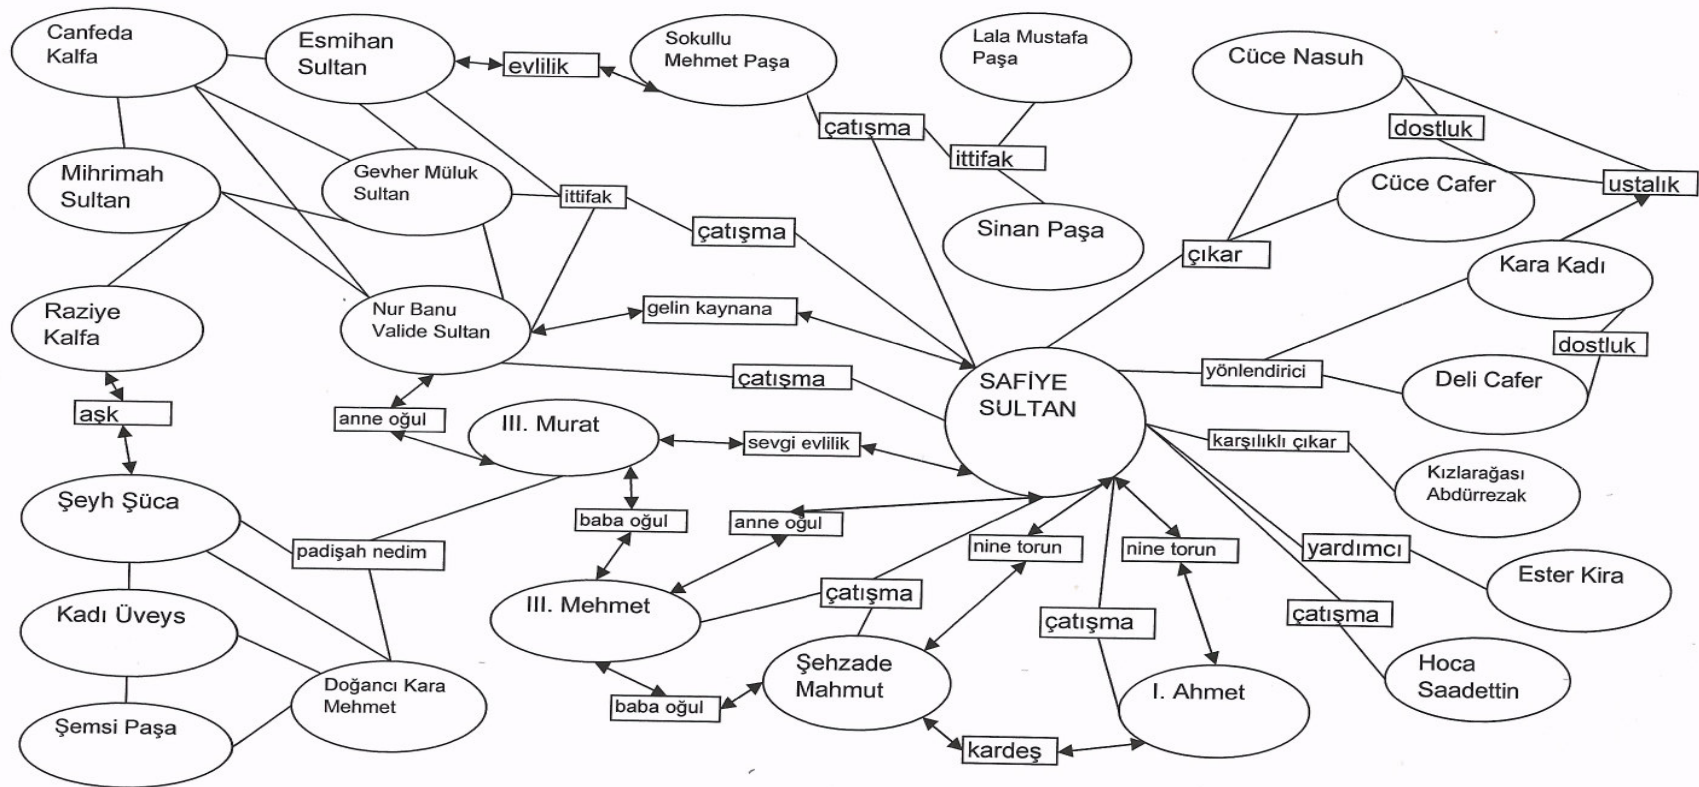 Canfeda
Kalfa
Esmihan
Sultan
evlilik
Sokullu
Mehmet Paşa
Lala Mustafa
Paşa
Cüce Nasuh
çatışma
ittifak
dostluk
Mihrimah
Sultan
Gevher Müluk
Sultan
ittifak
çatışma
Sinan Paşa
Cüce Cafer
ustalık
çıkar
Kara Kadı
Raziye
Kalfa
Nur Banu
Valide Sultan
gelin kaynana
dostluk
çatışma
SAFİYE
SULTAN
yönlendirici
Deli Cafer
aşk
anne oğul
III. Murat
sevgi evlilik
karşılıklı çıkar
Kızlarağası
Abdürrezak
Şeyh Şüca
baba oğul
anne oğul
padişah nedim
nine torun
nine torun
yardımcı
Ester Kira
Kadı Üveys
III. Mehmet
çatışma
çatışma
çatışma
Doğancı Kara
Mehmet
Şehzade
Mahmut
I. Ahmet
Hoca
Saadettin
Şemsi Paşa
baba oğul
kardeş